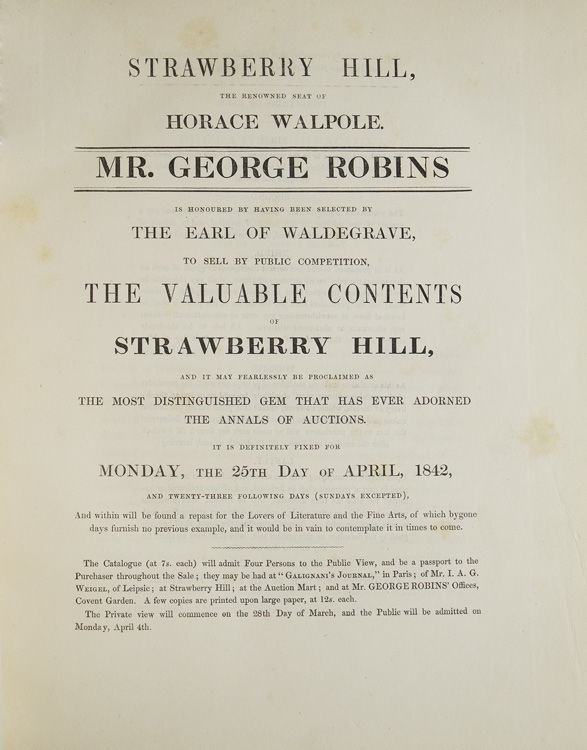 STRAWBERRY HILL,
THE RENOWNED SEAT OF
HORACE WALPOLE.
MR. GEORGE ROBINS
IS HONOURED BY HAVING BEEN SELECTED BY
THE EARL OF WALDEGRAVE,
TO SELL BY PUBLIC COMPETITION,
THE VALUABLE CONTENTS
OF
STRAWBERRY HILL,
AND IT MAY FEARLESSLY BE PROCLAIMED AS
THE MOST DISTINGUISHED GEM THAT HAS EVER ADORNED
THE ANNALS OF AUCTIONS.
IT IS DEFINITELY FIXED FOR
MONDAY, THE 25TH DAY OF APRIL, 1842,
AND TWENTY-THREE FOLLOWING DAYS (SUNDAYS EXCEPTED),
And within will be found a repast for the Lovers of Literature and the Fine Arts, of which bygone
days furnish no previous example, and it would be in vain to contemplate it in times to come.
The Catalogue (at 7s. each) will admit Four Persons to the Public View, and be a passport to the
Purchaser throughout the Sale; they may be had at "GALIGNANI'S JOURNAL," in Paris; of Mr. I. A. G.
WEIGEL, of Leipsic; at Strawberry Hill; at the Auction Mart; and at Mr. GEORGE ROBINS' Offices,
Covent Garden. A few copies are printed upon large paper, at 12s. each.
The Private view will commence on the 28th Day of March, and the Public will be admitted on
Monday, April 4th.